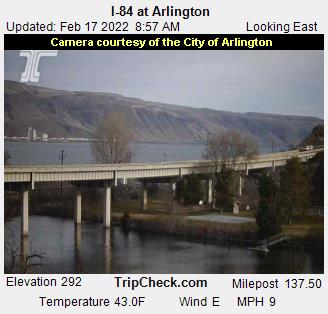 I-84 at Arlington
Updated: Feb 17 2022 8:57 AM Looking East
Camera courtesy of the City of Arlington
Elevation 292 TripCheck.com Milepost 137.50
Temperature 43.0F Wind E MPH 9